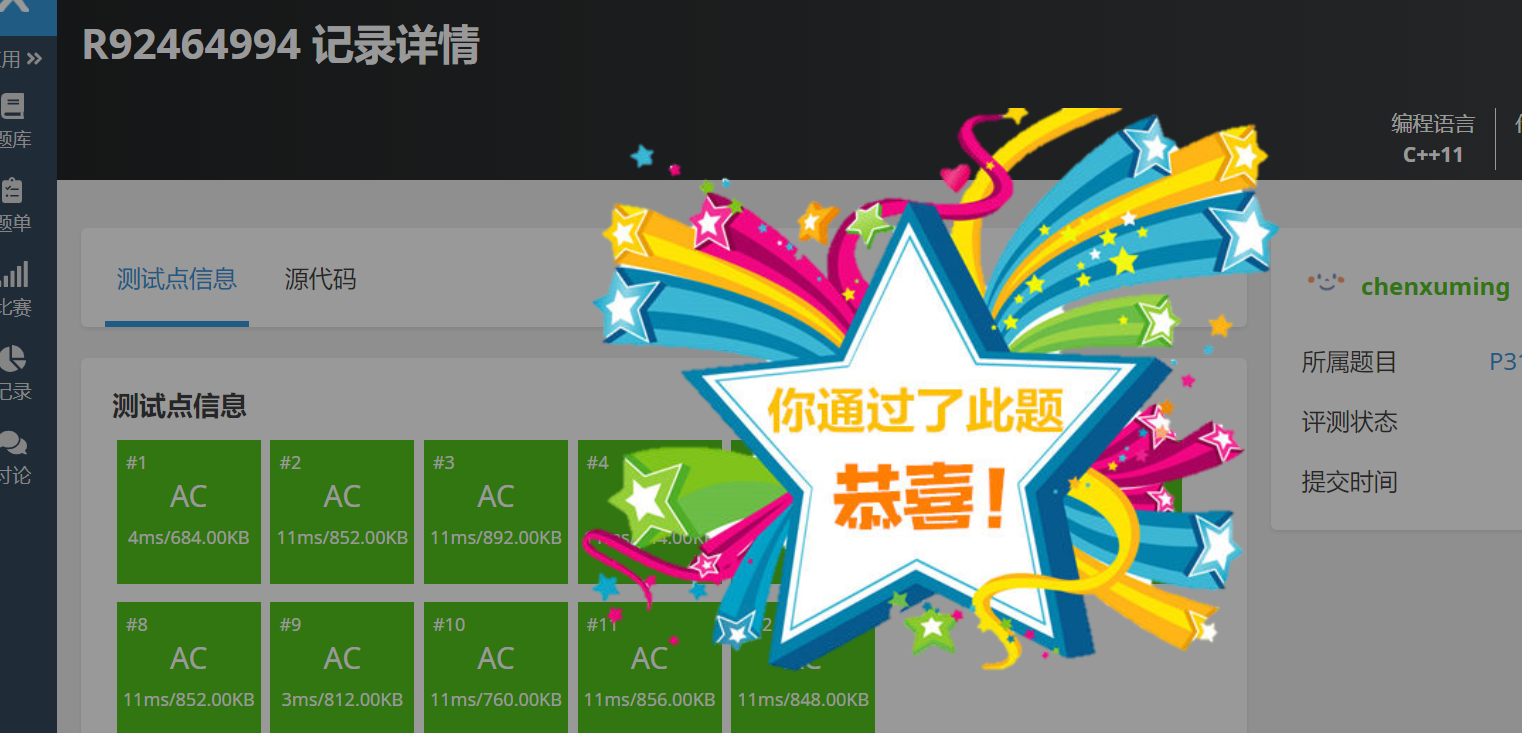 R92464994 记录详情
用
题库
题单
比赛
记录
讨论
编程语言
C++11
测试点信息
源代码
chenxuming
所属题目
评测状态
提交时间
测试点信息
你通过了此题
恭喜!
#1
AC
4ms/684.00KB
#2
AC
11ms/852.00KB
#3
AC
11ms/892.00KB
#4
#8
AC
11ms/852.00KB
#9
AC
3ms/812.00KB
#10
AC
11ms/760.00KB
#11
AC
11ms/856.00KB
11ms/848.00KB